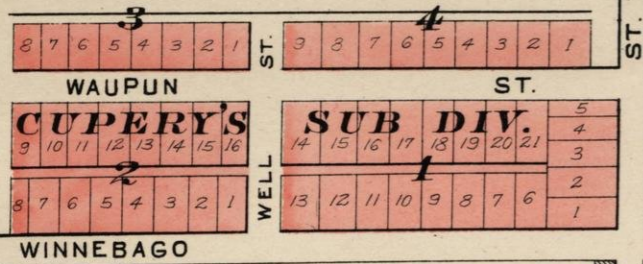 3 4
8 7 6 5 4 3 2 1 ST. 9 8 7 6 5 4 3 2 1 ST
WAUPUN ST.
CUPERY'S SUB DIV.
9 10 11 12 13 14 15 16 14 15 16 17 18 19 20 21 5
4
3
2 WELL 1 2
8 7 6 5 4 3 2 1 13 12 11 10 9 8 7 6 1
WINNEBAGO